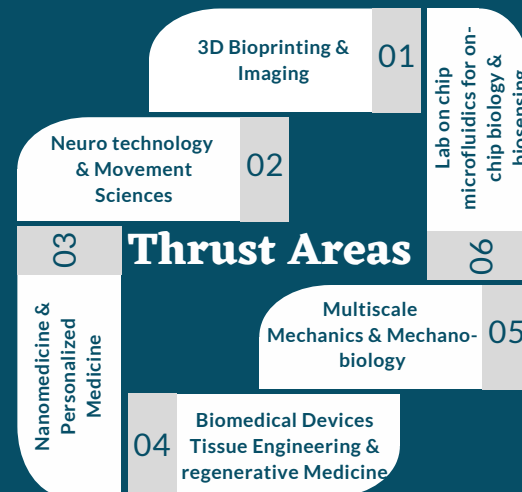 3D Bioprinting &
Imaging
01
Neuro technology
& Movement
Sciences
02
Thrust Areas
03
Nanomedicine &
Personalized
Medicine
04
Biomedical Devices
Tissue Engineering &
regenerative Medicine
Multiscale
Mechanics & Mechano-
biology
05
Lab on chip
microfluidics for on-
chip biology &
biosensing
06